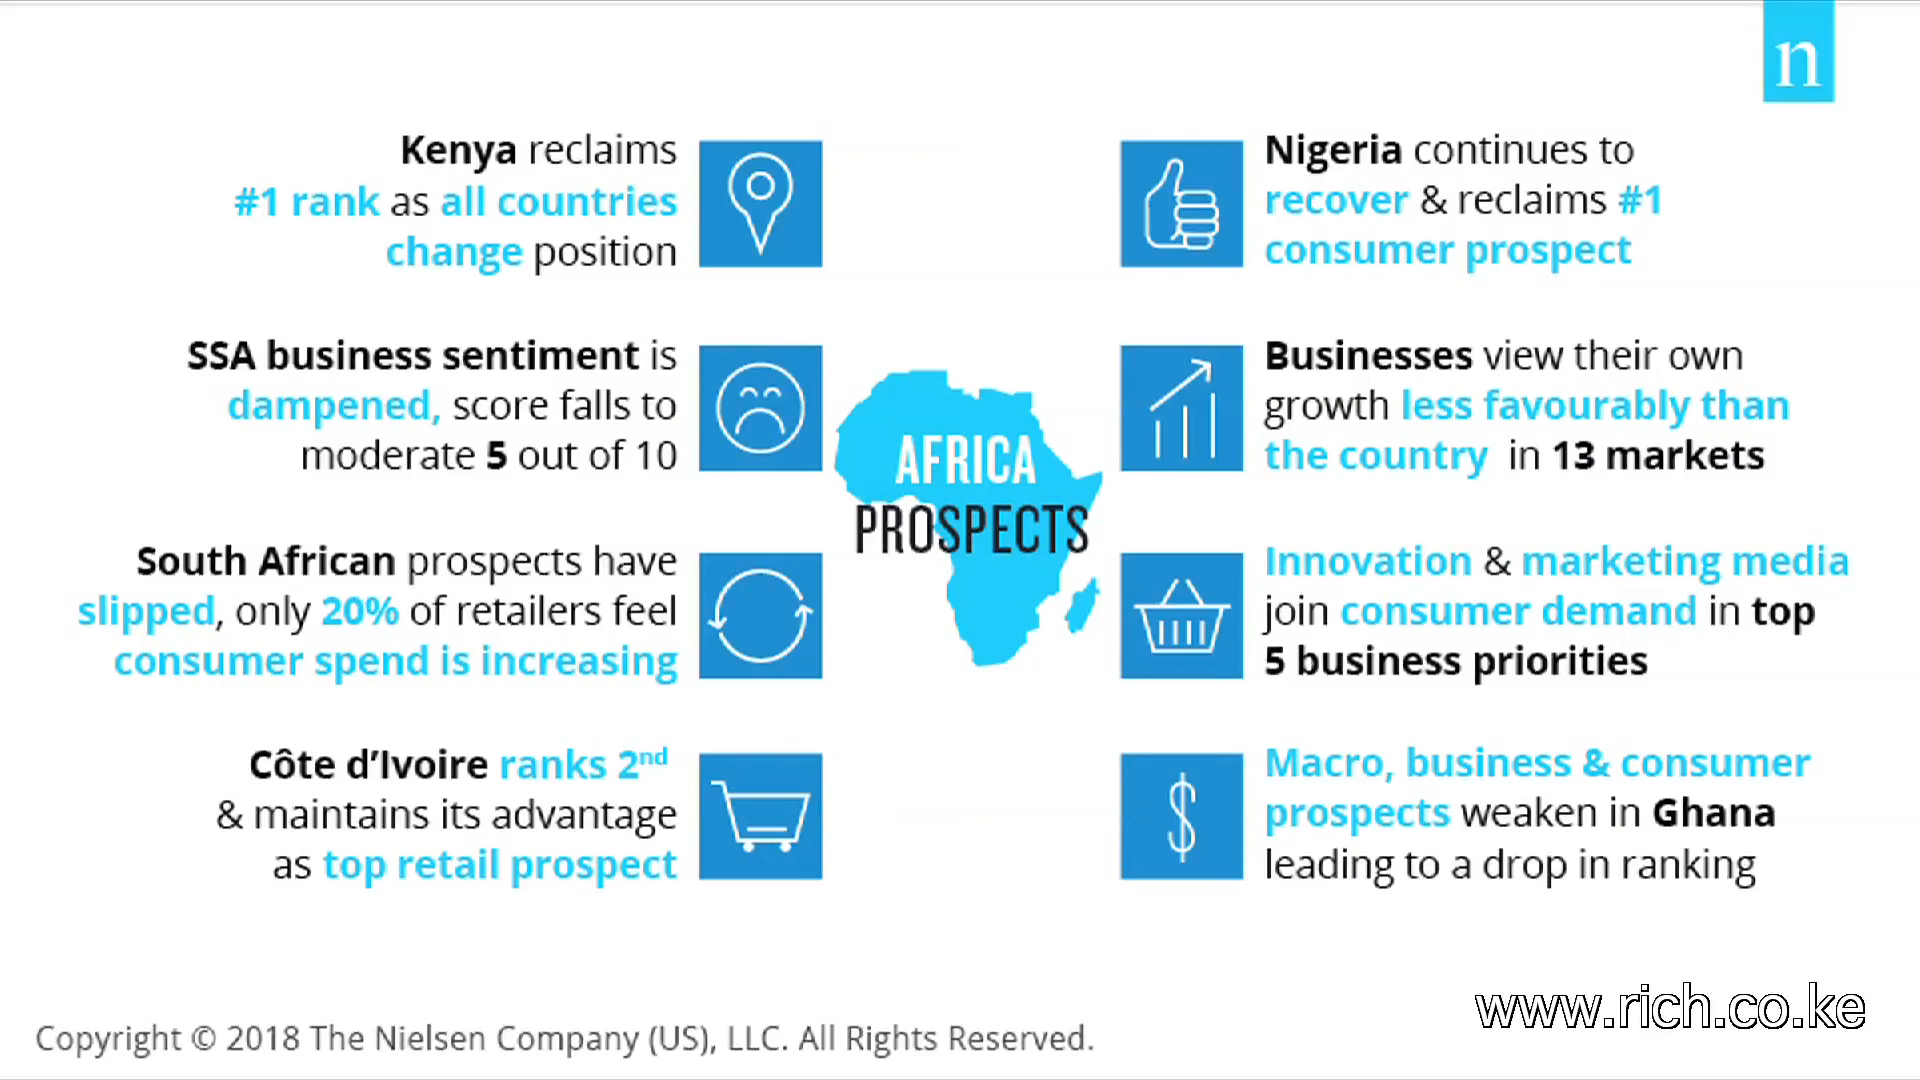 n
Kenya reclaims
#1 rank as all countries
change position
SSA business sentiment is
dampened, score falls to
moderate 5 out of 10
South African prospects have
slipped, only 20% of retailers feel
consumer spend is increasing
Côte d’Ivoire ranks 2nd
& maintains its advantage
as top retail prospect
AFRICA
PROSPECTS
Nigeria continues to
recover & reclaims #1
consumer prospect
Businesses view their own
growth less favourably than
the country in 13 markets
Innovation & marketing media
join consumer demand in top
5 business priorities
Macro, business & consumer
prospects weaken in Ghana
leading to a drop in ranking
www.rich.co.ke
Copyright © 2018 The Nielsen Company (US), LLC. All Rights Reserved.